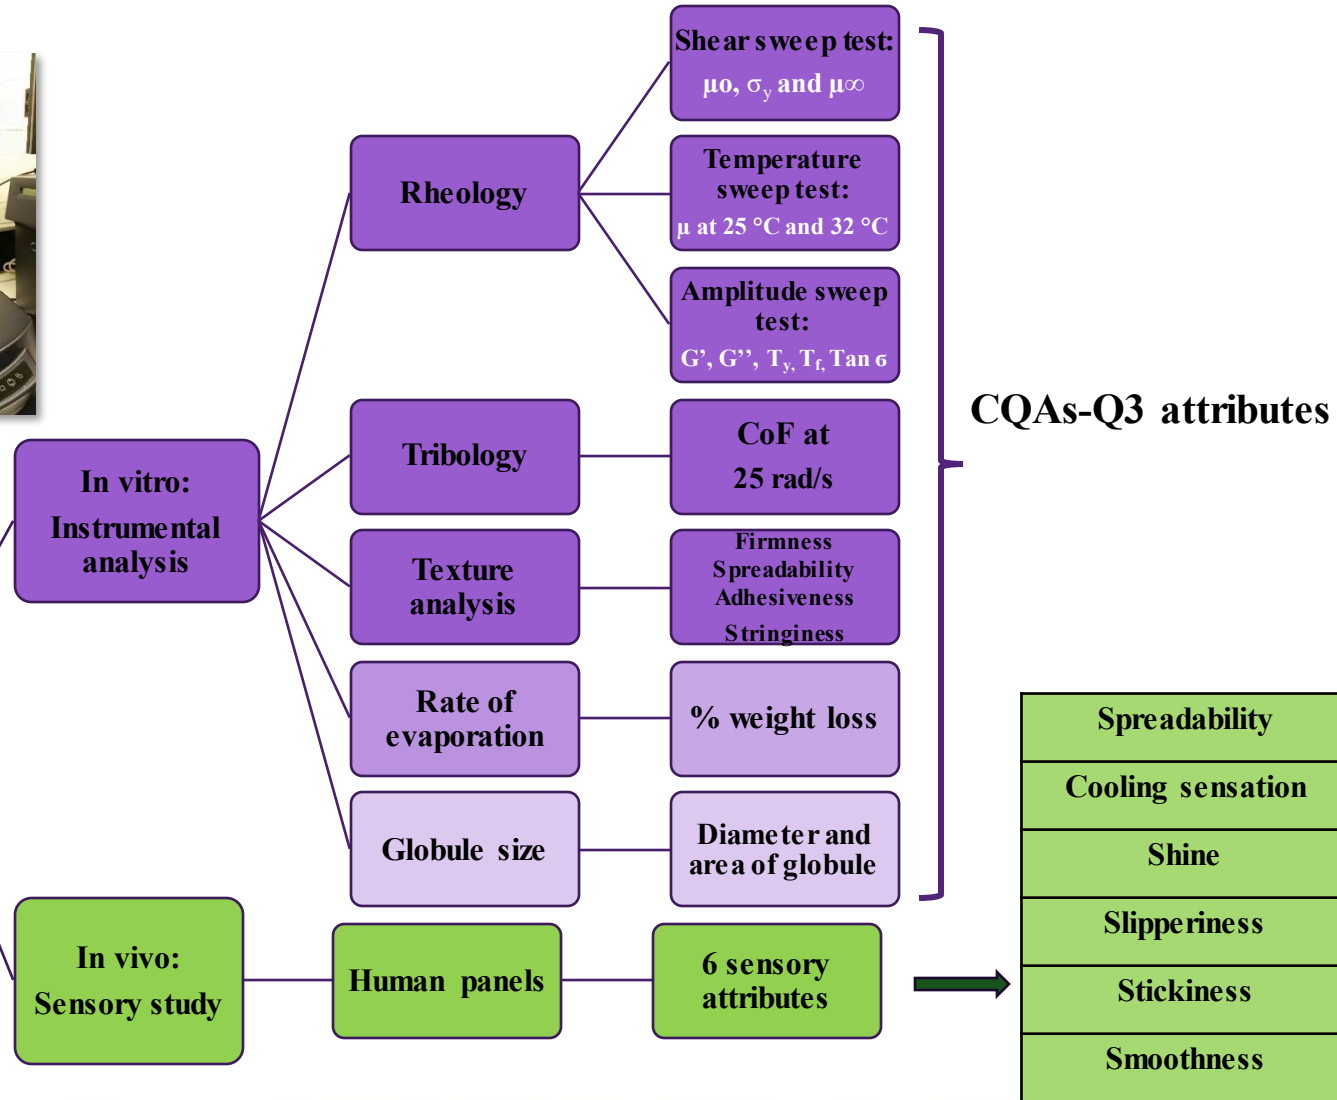 Shear sweep test:
μo, σy and μ∞
Rheology
Temperature
sweep test:
μ at 25 °C and 32 °C
Amplitude sweep
test:
G’, G’’, Ty, Tf, Tan ϭ
CQAs-Q3 attributes
In vitro:
Instrumental
analysis
Tribology
CoF at
25 rad/s
Texture
analysis
Firmness
Spreadability
Adhesiveness
Stringiness
Rate of
evaporation
% weight loss
Globule size
Diameter and
area of globule
In vivo:
Sensory study
Human panels
6 sensory
attributes
Spreadability
Cooling sensation
Shine
Slipperiness
Stickiness
Smoothness